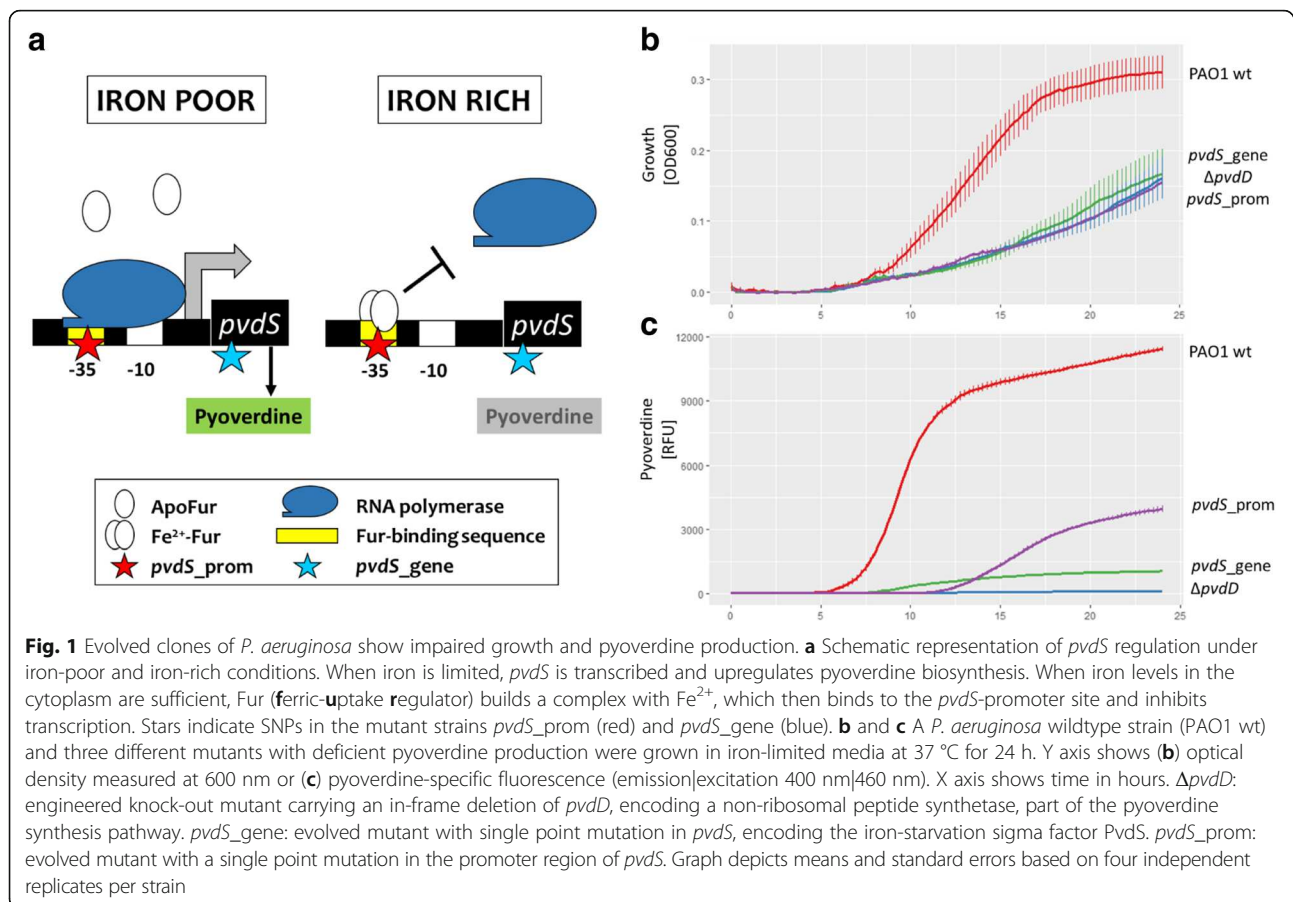 a
IRON POOR
IRON RICH
pvdS
pvdS
-35
-10
-35
-10
Pyoverdine
Pyoverdine
ApoFur
RNA polymerase
Fe²⁺-Fur
Fur-binding sequence
pvdS_prom
pvdS_gene
b
Growth
[OD600]
0.3
0.2
0.1
0.0
0
5
10
15
20
25
PAO1 wt
pvdS_gene
ΔpvdD
pvdS_prom
c
Pyoverdine
[RFU]
12000
9000
6000
3000
0
0
5
10
15
20
25
PAO1 wt
pvdS_prom
pvdS_gene
ΔpvdD
Fig. 1 Evolved clones of P. aeruginosa show impaired growth and pyoverdine production. a Schematic representation of pvdS regulation under
iron-poor and iron-rich conditions. When iron is limited, pvdS is transcribed and upregulates pyoverdine biosynthesis. When iron levels in the
cytoplasm are sufficient, Fur (ferric-uptake regulator) builds a complex with Fe²⁺, which then binds to the pvdS-promoter site and inhibits
transcription. Stars indicate SNPs in the mutant strains pvdS_prom (red) and pvdS_gene (blue). b and c A P. aeruginosa wildtype strain (PAO1 wt)
and three different mutants with deficient pyoverdine production were grown in iron-limited media at 37 °C for 24 h. Y axis shows (b) optical
density measured at 600 nm or (c) pyoverdine-specific fluorescence (emission|excitation 400 nm|460 nm). X axis shows time in hours. ΔpvdD:
engineered knock-out mutant carrying an in-frame deletion of pvdD, encoding a non-ribosomal peptide synthetase, part of the pyoverdine
synthesis pathway. pvdS_gene: evolved mutant with single point mutation in pvdS, encoding the iron-starvation sigma factor PvdS. pvdS_prom:
evolved mutant with a single point mutation in the promoter region of pvdS. Graph depicts means and standard errors based on four independent
replicates per strain